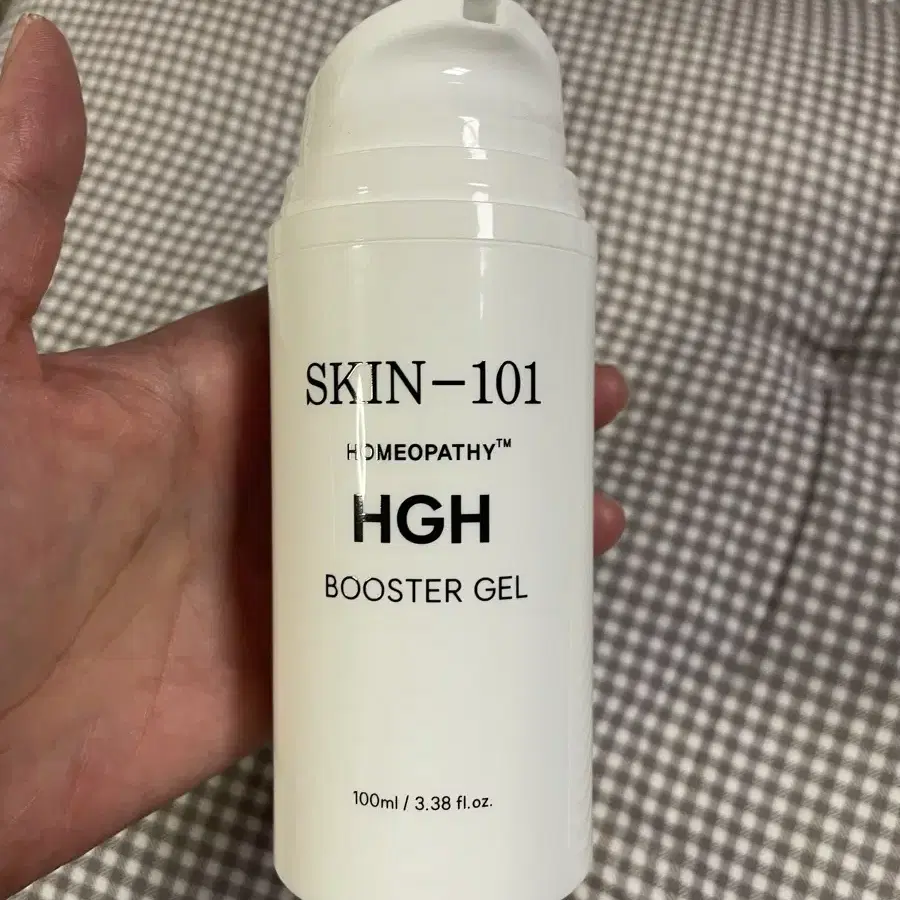 SKIN-101
HOMEOPATHY™
HGH
BOOSTER GEL
100ml / 3.38 fl.oz.